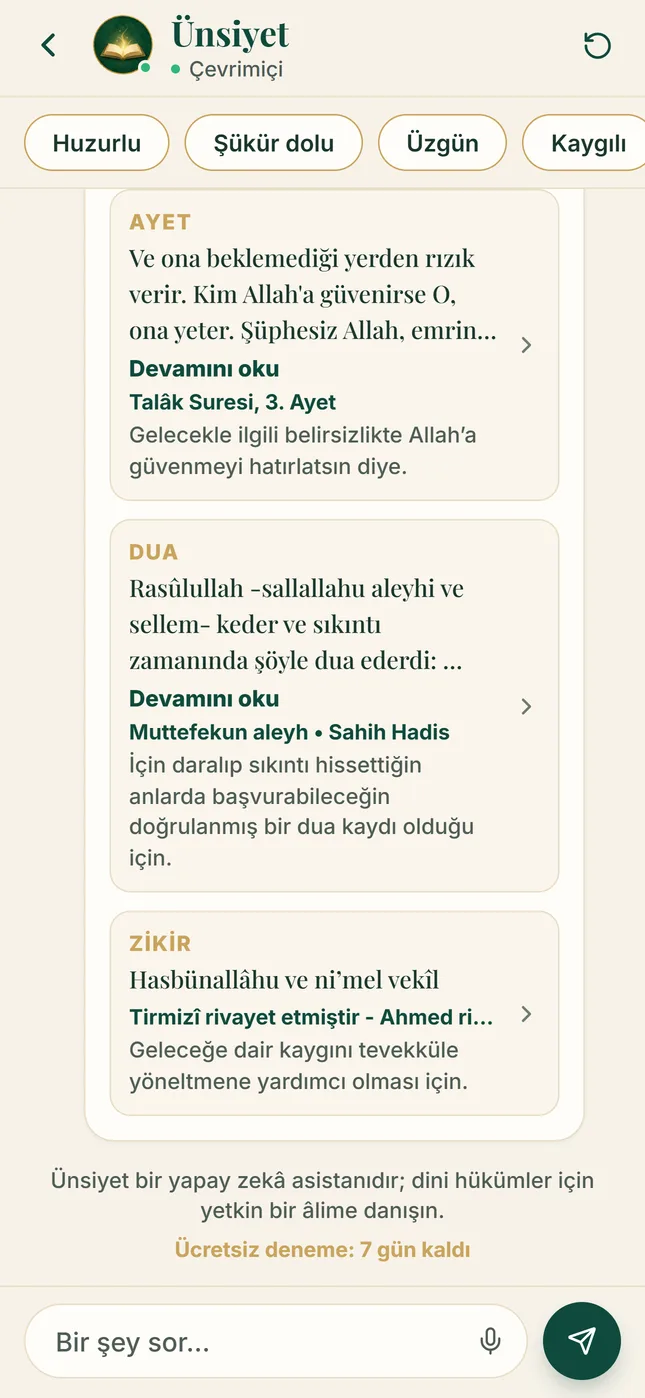 Ünsiyet
Çevrimiçi
Huzurlu
Şükür dolu
Üzgün
Kaygılı
AYET
Ve ona beklemediği yerden rızık
verir. Kim Allah'a güvenirse O,
ona yeter. Şüphesiz Allah, emrin...
Devamını oku
Talâk Suresi, 3. Ayet
Gelecekle ilgili belirsizlikte Allah’a
güvenmeyi hatırlatsın diye.
DUA
Rasûlullah -sallallahu aleyhi ve
sellem- keder ve sıkıntı
zamanında şöyle dua ederdi: ...
Devamını oku
Muttefekun aleyh • Sahih Hadis
İçin daralıp sıkıntı hissettiğin
anlarda başvurabileceğin
doğrulanmış bir dua kaydı olduğu
için.
ZİKİR
Hasbünallâhu ve ni’mel vekîl
Tirmizî rivayet etmiştir - Ahmed ri...
Geleceğe dair kaygını tevekküle
yöneltmene yardımcı olması için.
Ünsiyet bir yapay zekâ asistanıdır; dini hükümler için
yetkin bir âlime danışın.
Ücretsiz deneme: 7 gün kaldı
Bir şey sor...